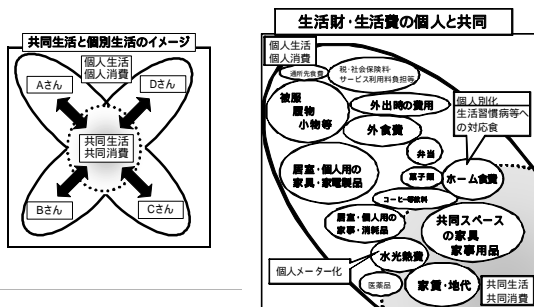 共同生活と個別生活のイメージ
個人生活
個人消費
Aさん
Dさん
共同生活
共同消費
Bさん
Cさん
生活財・生活費の個人と共同
個人生活
個人消費
通所先食費
税・社会保険料・
サービス利用料負担等
被服
履物
小物等
外出時の費用
外食費
個人別化
生活習慣病等へ
の対応食
弁当
菓子類
ホーム食費
居室・個人用の
家具・家電製品
コーヒー等飲料
居室・個人用の
家事・消耗品
共同スペース
の家具
家事用品
水光熱費
個人メーター化
医薬品
家賃・地代
共同生活
共同消費